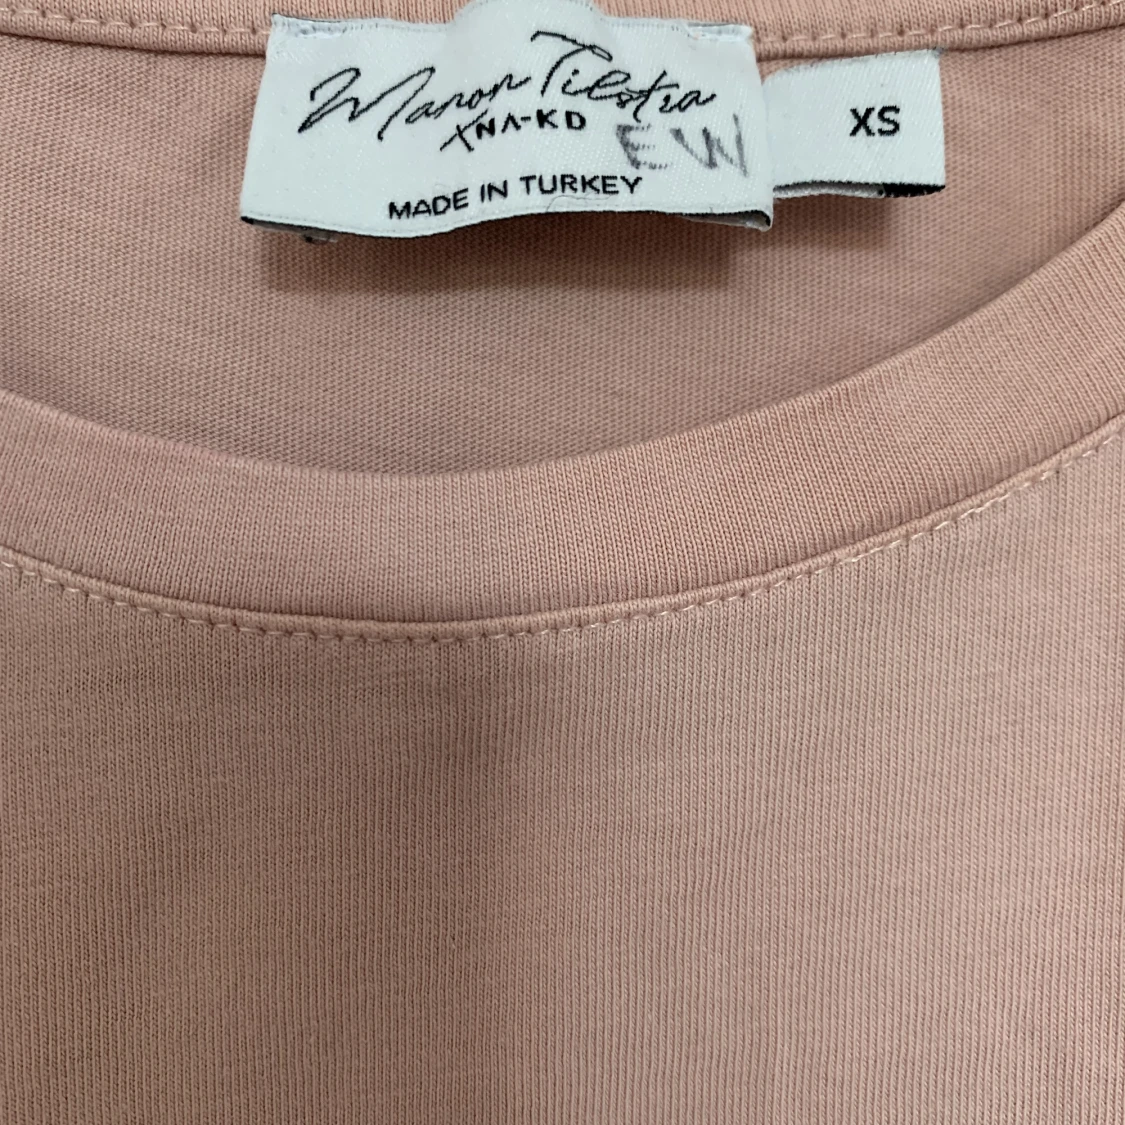 Manon Tilstra
XNA-KD EW
MADE IN TURKEY
XS